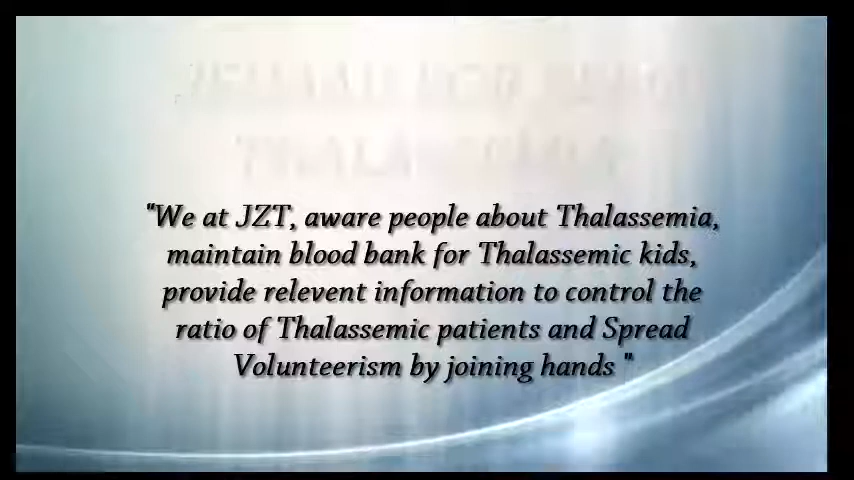 "We at JZT, aware people about Thalassemia,
maintain blood bank for Thalassemic kids,
provide relevent information to control the
ratio of Thalassemic patients and Spread
Volunteerism by joining hands "